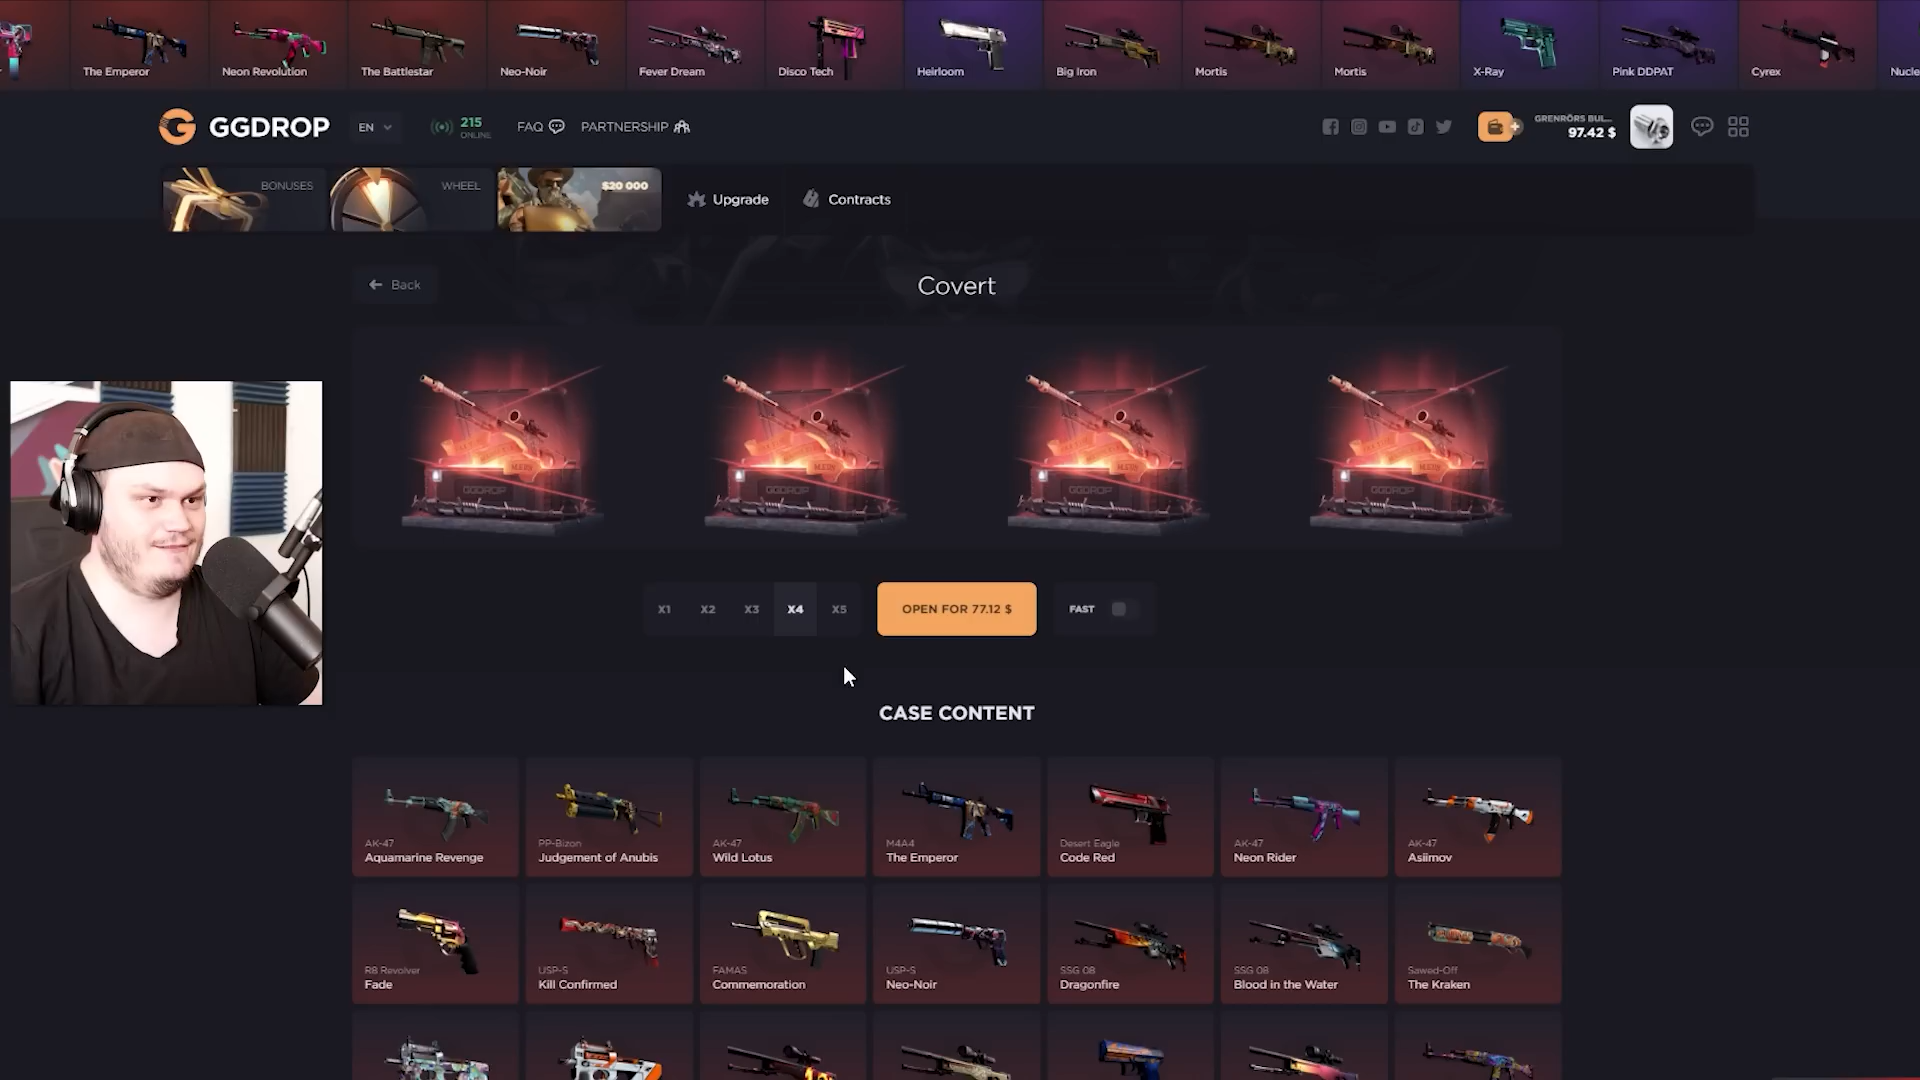 The Emperor
Neon Revolution
The Battlestar
Neo-Noir
Fever Dream
Disco Tech
Heirloom
Big Iron
Mortis
Mortis
X-Ray
Pink DDPAT
Cyrex
Nucle
GGDROP
EN
215
ONLINE
FAQ
PARTNERSHIP
GRENRÖRS BUL...
97.42 $
BONUSES
WHEEL
$20 000
Upgrade
Contracts
Back
Covert
X1
X2
X3
X4
X5
OPEN FOR 77.12 $
FAST
CASE CONTENT
AK-47
Aquamarine Revenge
PP-Bizon
Judgement of Anubis
AK-47
Wild Lotus
M4A4
The Emperor
Desert Eagle
Code Red
AK-47
Neon Rider
AK-47
Asiimov
R8 Revolver
Fade
USP-S
Kill Confirmed
FAMAS
Commemoration
USP-S
Neo-Noir
SSG 08
Dragonfire
SSG 08
Blood in the Water
Sawed-Off
The Kraken